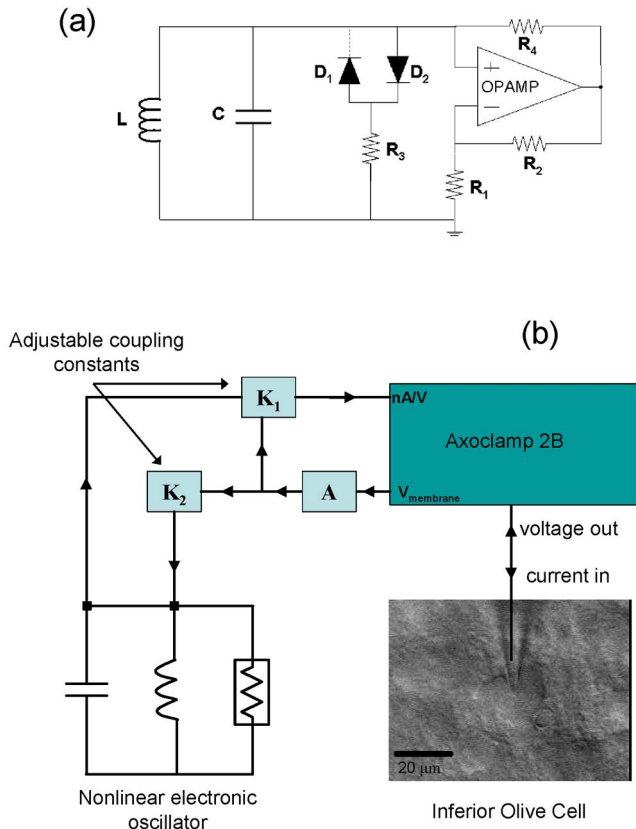 (a)
L
C
D1
D2
R3
R4
+
OPAMP
−
R2
R1
(b)
Adjustable coupling
constants
K1
nA/V
Axoclamp 2B
K2
A
Vmembrane
voltage out
current in
20 μm
Nonlinear electronic
oscillator
Inferior Olive Cell